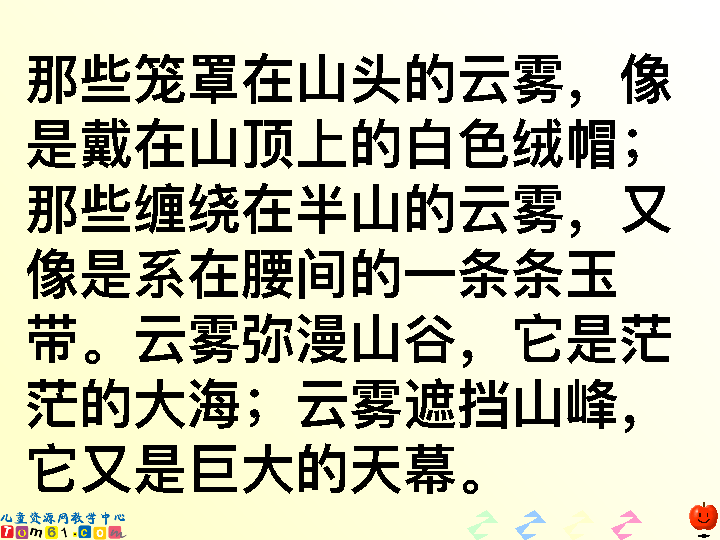 那些笼罩在山头的云雾，像
是戴在山顶上的白色绒帽；
那些缠绕在半山的云雾，又
像是系在腰间的一条条玉
带。云雾弥漫山谷，它是茫
茫的大海；云雾遮挡山峰，
它又是巨大的天幕。
儿童资源网教学中心
Tom61.com